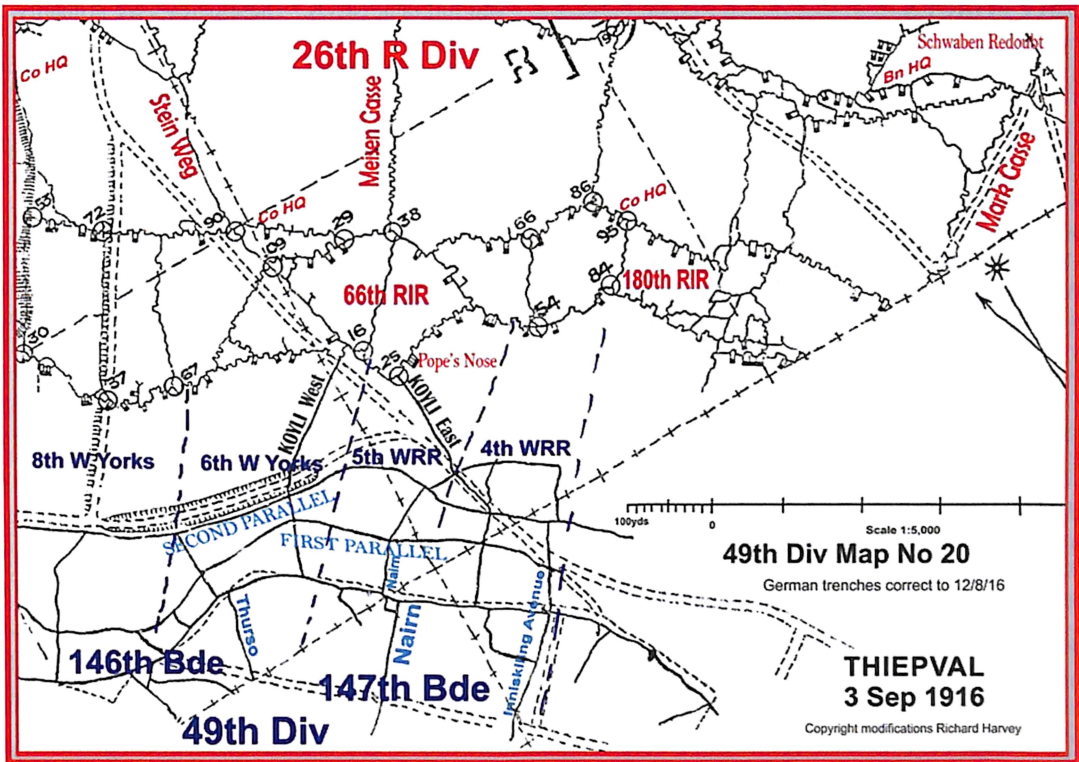 26th R Div
Schwaben Redoubt
Bn HQ
Co HQ
Stein Weg
Meixen Gasse
Mark Gasse
Co HQ
Co HQ
86
72
90
29
38
66
95
09
84
180th RIR
66th RIR
54
16
30
Pope's Nose
57
67
KOYLI West
KOYLI East
8th W Yorks
6th W Yorks
5th WRR
4th WRR
SECOND PARALLEL
FIRST PARALLEL
100yds
0
Scale 1:5,000
49th Div Map No 20
German trenches correct to 12/8/16
Nairn
Nairn
Thurso
Inniskilling Avenue
146th Bde
147th Bde
49th Div
THIEPVAL
3 Sep 1916
Copyright modifications Richard Harvey